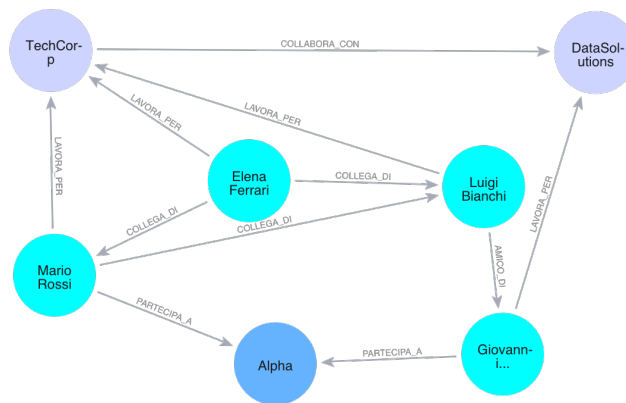 TechCor-
p
COLLABORA_CON
DataSol-
utions
LAVORA_PER
LAVORA_PER
LAVORA_PER
LAVORA_PER
Elena
Ferrari
COLLEGA_DI
Luigi
Bianchi
COLLEGA_DI
COLLEGA_DI
Mario
Rossi
AMICO_DI
PARTECIPA_A
Alpha
PARTECIPA_A
Giovann-
i...